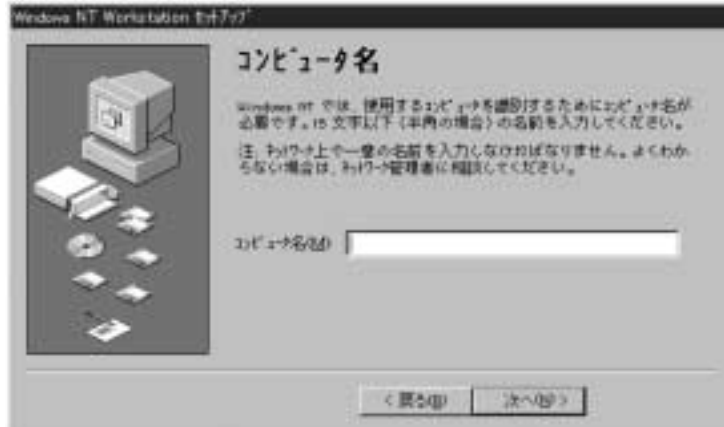 Windows NT Workstation ｾｯﾄｱｯﾌﾟ
コンピュータ名
Windows NT では、使用するｺﾝﾋﾟｭｰﾀを識別するためにｺﾝﾋﾟｭｰﾀ名が
必要です。15 文字以下（半角の場合）の名前を入力してください。
注: ﾈｯﾄﾜｰｸ上で一意の名前を入力しなければなりません。よくわか
らない場合は、ﾈｯﾄﾜｰｸ管理者に相談してください。
ｺﾝﾋﾟｭｰﾀ名(M)
< 戻る(B)
次へ(N) >